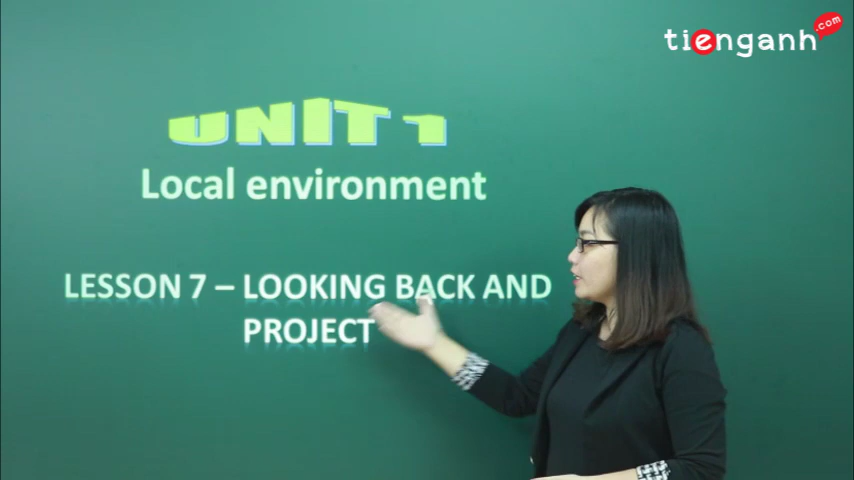 tienganh.com
UNIT 1
Local environment
LESSON 7 – LOOKING BACK AND
PROJECT